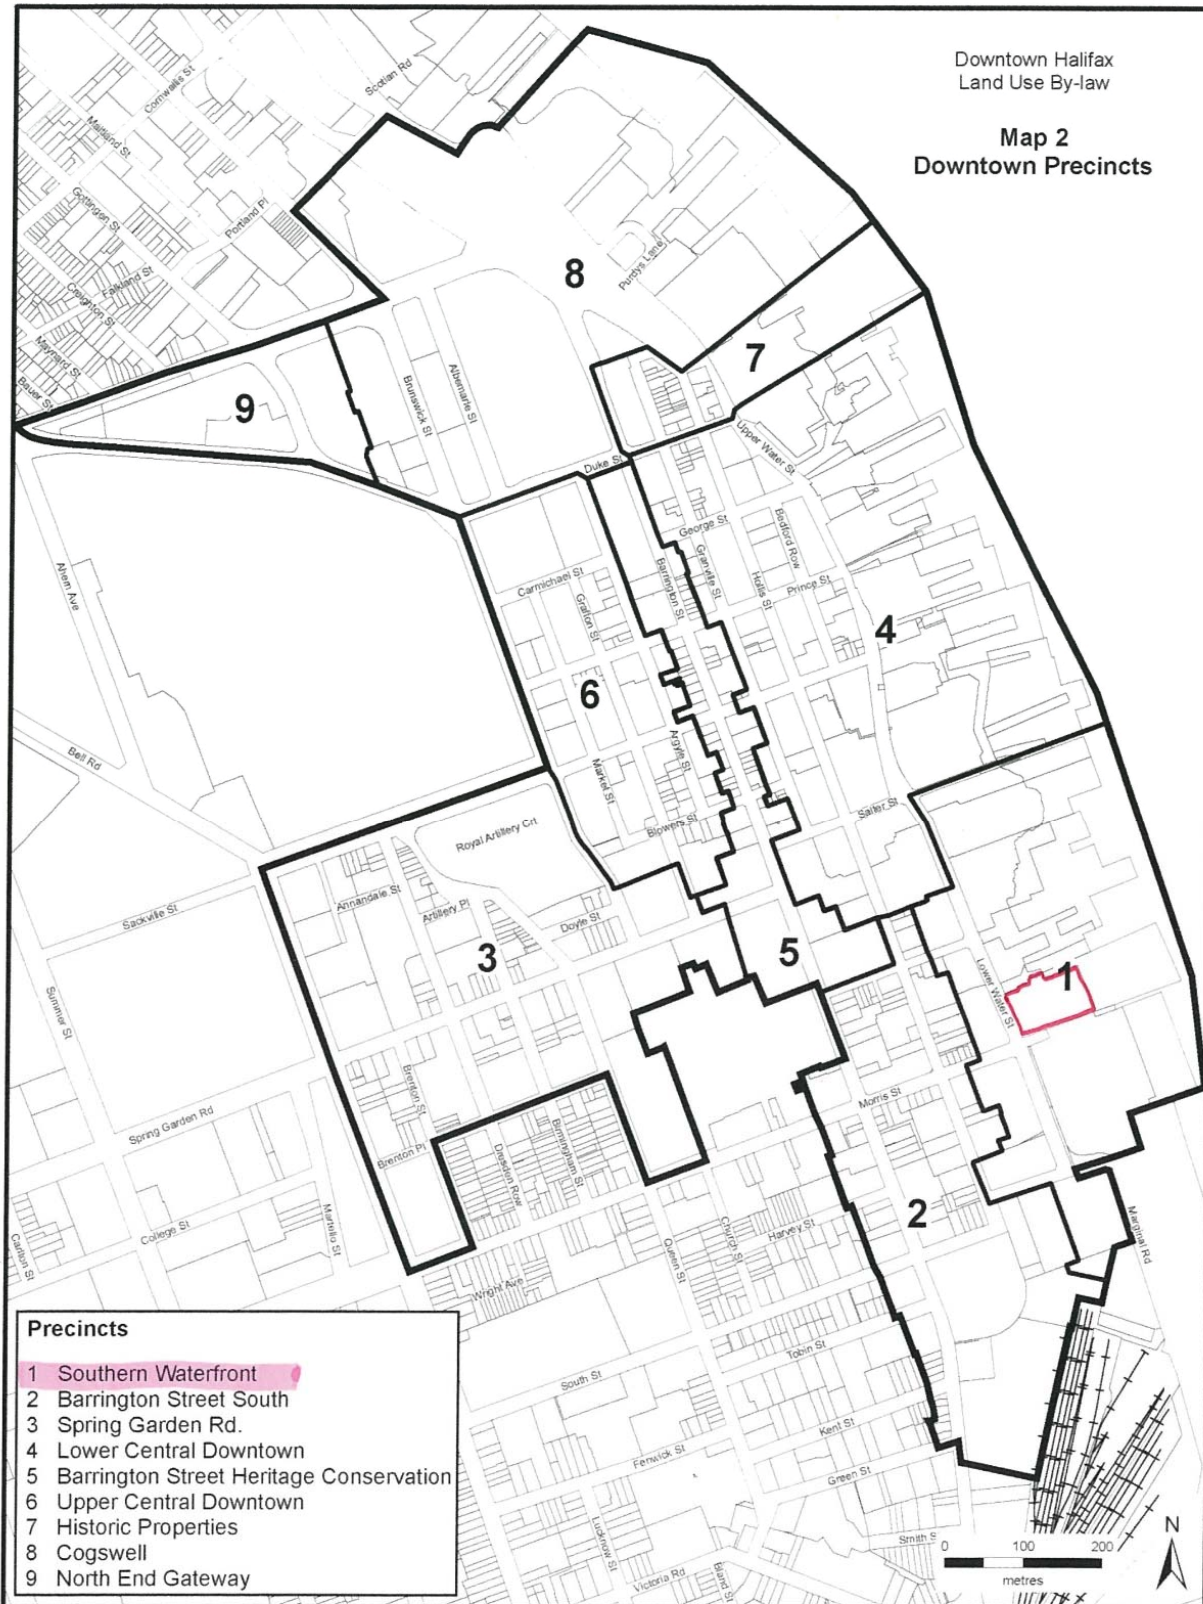 Downtown Halifax
Land Use By-law
Map 2
Downtown Precincts
Scotian Rd
Cornwallis St
Maitland St
Gottingen St
Portland Pl
Falkland St
Creighton St
Maynard St
Bauer St
8
Purdys Lane
7
9
Brunswick St
Albemarle St
Upper Water St
Duke St
George St
Bedford Row
Granville St
Barrington St
Hollis St
Prince St
Carmichael St
Grafton St
Ahern Ave
4
6
Argyle St
Market St
Bell Rd
Salter St
Blowers St
Royal Artillery Crt
Annandale St
Artillery Pl
Doyle St
Sackville St
3
5
Lower Water St
1
Summer St
Brenton St
Morris St
Spring Garden Rd
Birmingham St
Dresden Row
Brenton Pl
2
Martello St
College St
Carlton St
Church St
Harvey St
Queen St
Marginal Rd
Wright Ave
Tobin St
South St
Kent St
Fenwick St
Green St
Lucknow St
Smith S
Bland St
Victoria Rd
Precincts
1 Southern Waterfront
2 Barrington Street South
3 Spring Garden Rd.
4 Lower Central Downtown
5 Barrington Street Heritage Conservation
6 Upper Central Downtown
7 Historic Properties
8 Cogswell
9 North End Gateway
N
0 100 200
metres